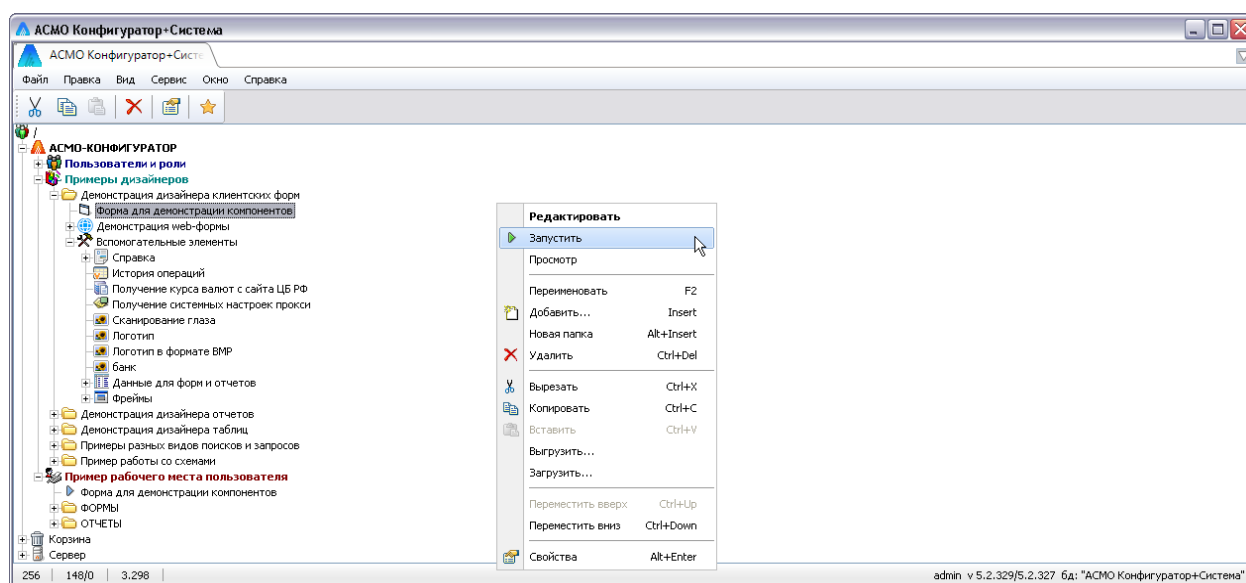 АСМО Конфигуратор+Система
АСМО Конфигуратор+Систе
Файл Правка Вид Сервис Окно Справка
/
АСМО-КОНФИГУРАТОР
Пользователи и роли
Примеры дизайнеров
Демонстрация дизайнера клиентских форм
Форма для демонстрации компонентов
Демонстрация web-формы
Вспомогательные элементы
Справка
История операций
Получение курса валют с сайта ЦБ РФ
Получение системных настроек прокси
Сканирование глаза
Логотип
Логотип в формате BMP
банк
Данные для форм и отчетов
Фреймы
Демонстрация дизайнера отчетов
Демонстрация дизайнера таблиц
Примеры разных видов поисков и запросов
Пример работы со схемами
Пример рабочего места пользователя
Форма для демонстрации компонентов
ФОРМЫ
ОТЧЕТЫ
Корзина
Сервер
Редактировать
Запустить
Просмотр
Переименовать F2
Добавить... Insert
Новая папка Alt+Insert
Удалить Ctrl+Del
Вырезать Ctrl+X
Копировать Ctrl+C
Вставить Ctrl+V
Выгрузить...
Загрузить...
Переместить вверх Ctrl+Up
Переместить вниз Ctrl+Down
Свойства Alt+Enter
256 148/0 3.298 admin v 5.2.329/5.2.327 бд: "АСМО Конфигуратор+Система"